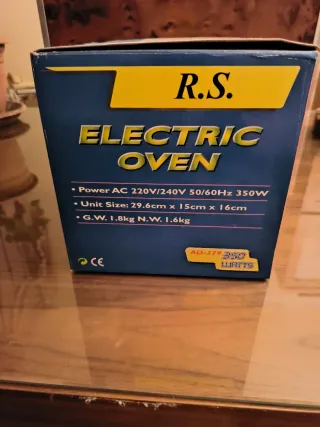 R.S.
ELECTRIC
OVEN
• Power AC 220V/240V 50/60Hz 350W
• Unit Size: 29.6cm x 15cm x 16cm
• G.W. 1.8kg N.W. 1.6kg
CE
350
WATTS